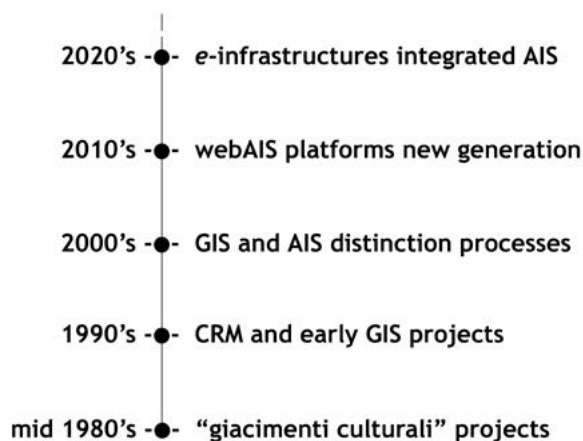 2020's e-infrastructures integrated AIS
2010's webAIS platforms new generation
2000's GIS and AIS distinction processes
1990's CRM and early GIS projects
mid 1980's “giacimenti culturali” projects